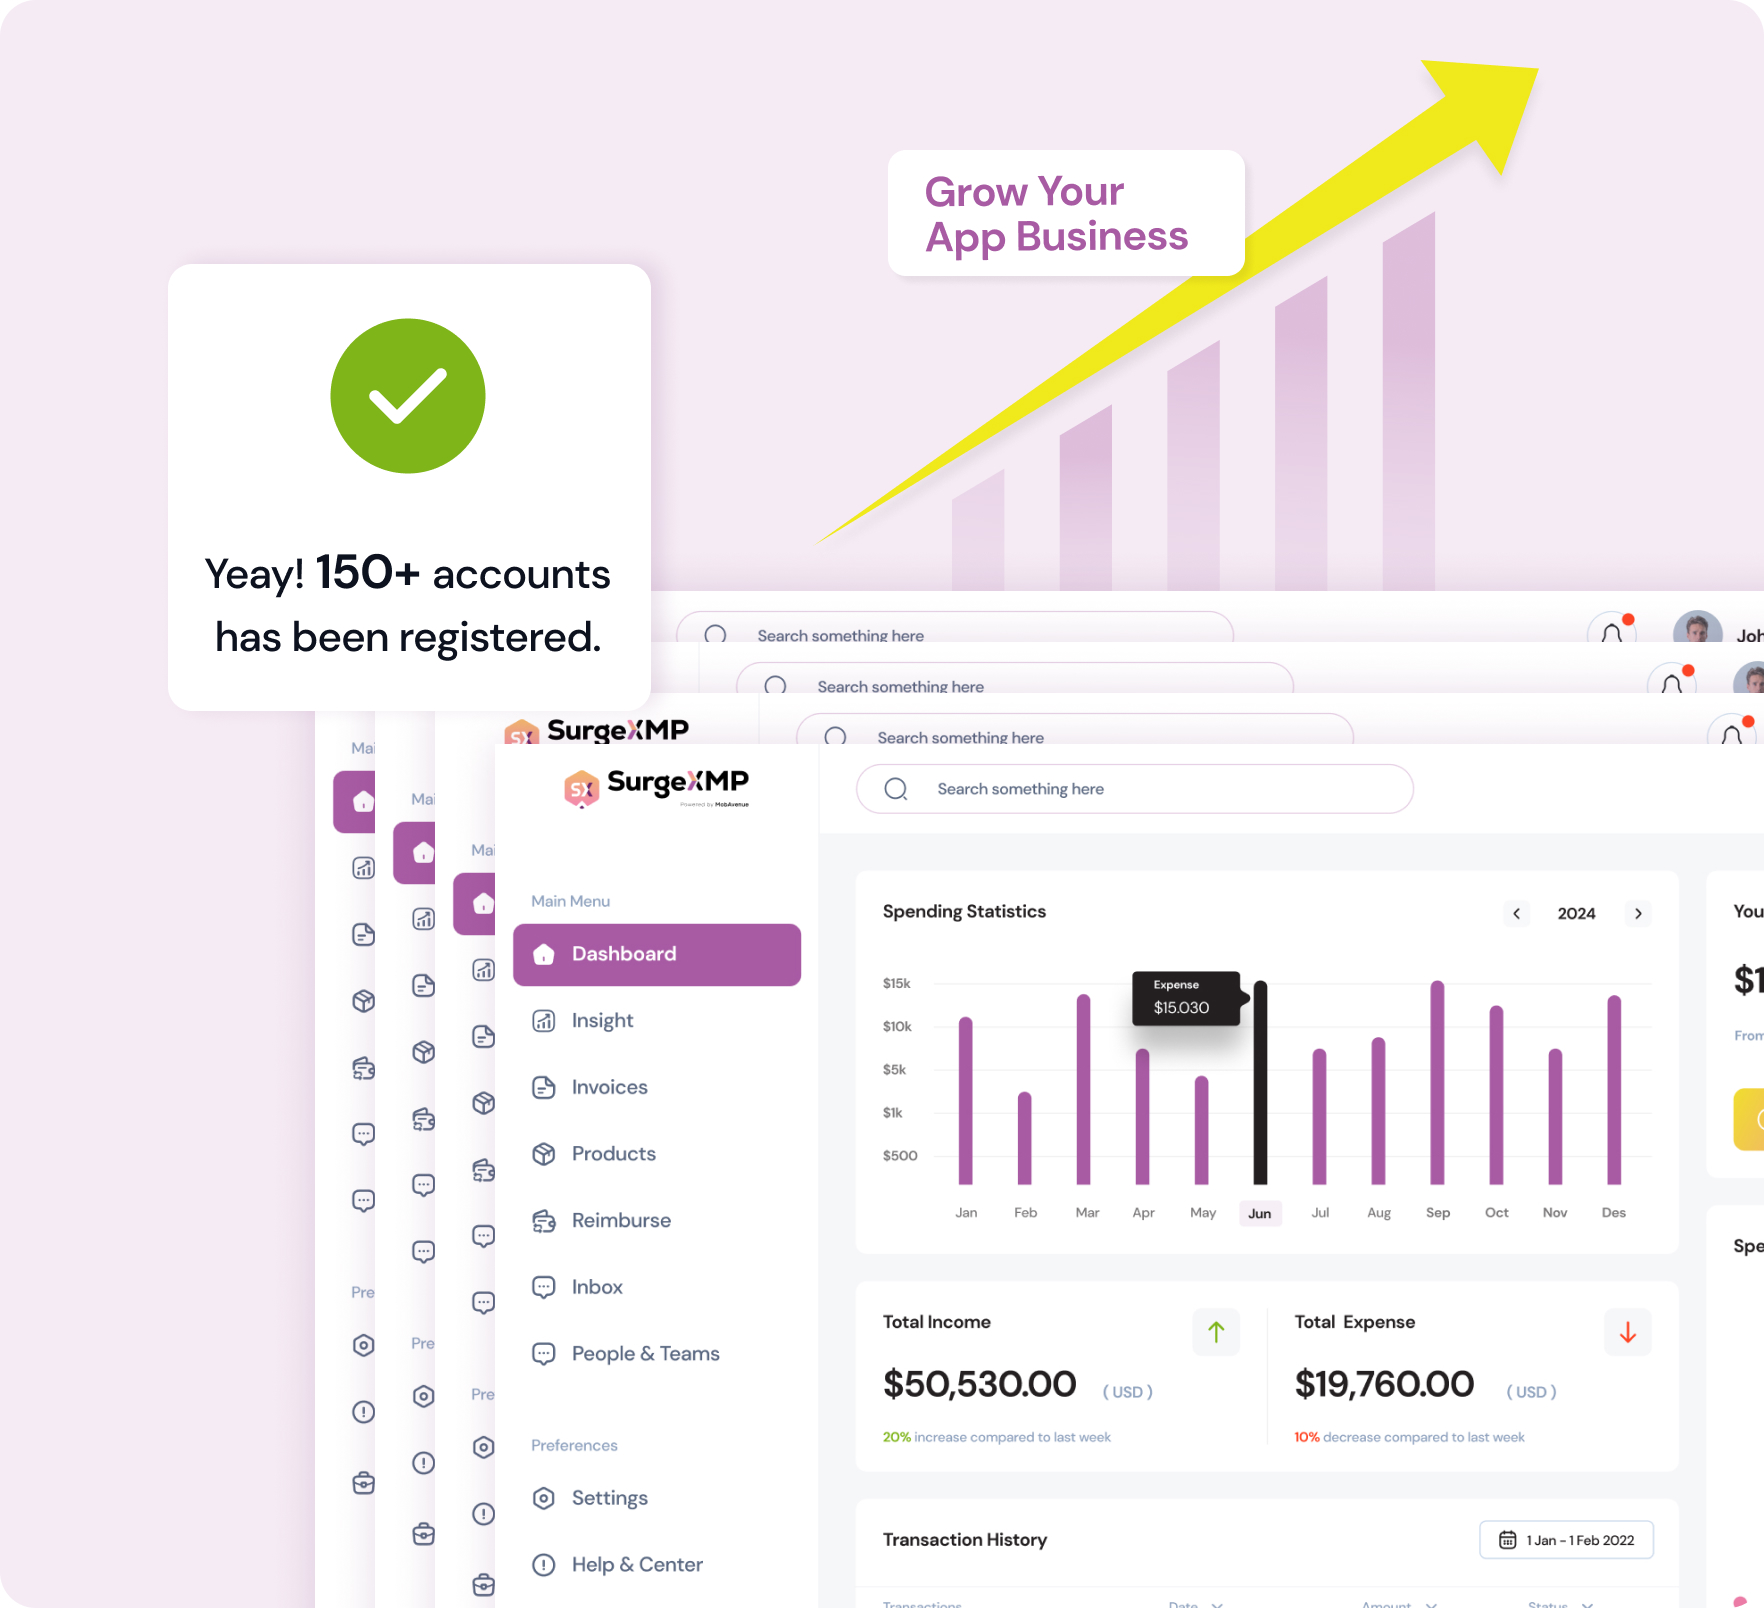 Grow Your
App Business
Yeay! 150+ accounts
has been registered.
Search something here
Joh
Search something here
SurgeXMP
Search something here
SX SurgeXMP
Powered by MobAvenue
Search something here
Mai
Mai
Mai
Main Menu
Dashboard
Insight
Invoices
Products
Reimburse
Inbox
People & Teams
Pre
Pre
Pre
Preferences
Settings
Help & Center
Spending Statistics
2024
Expense
$15.030
$15k
$10k
$5k
$1k
$500
Jan Feb Mar Apr May Jun Jul Aug Sep Oct Nov Des
You
$1
From
Spe
Total Income
$50,530.00 ( USD )
20% increase compared to last week
Total Expense
$19,760.00 ( USD )
10% decrease compared to last week
Transaction History
1 Jan - 1 Feb 2022
Transactions Date Amount Status